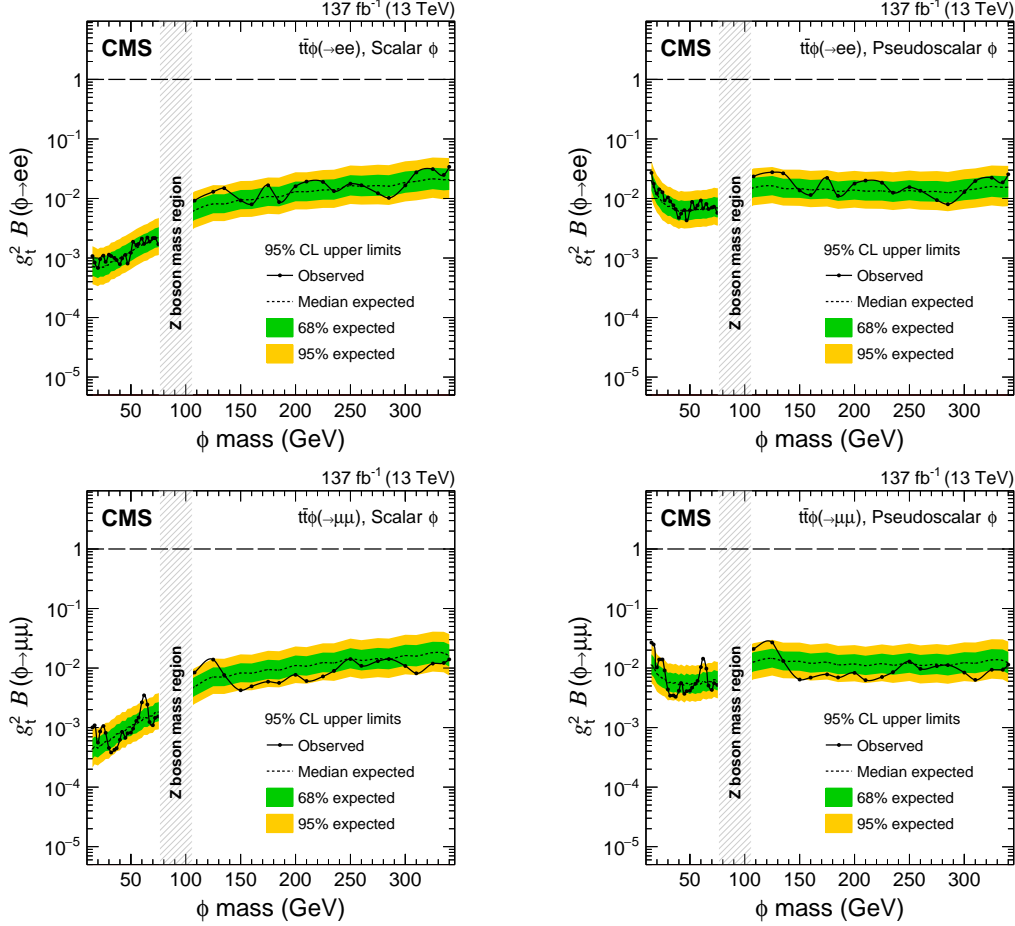 137 fb⁻¹ (13 TeV)
CMS
tt̄ϕ(→ee), Scalar ϕ
1
10⁻¹
10⁻²
10⁻³
10⁻⁴
10⁻⁵
g²ₜ B (ϕ→ee)
Z boson mass region
95% CL upper limits
Observed
Median expected
68% expected
95% expected
50 100 150 200 250 300
ϕ mass (GeV)
137 fb⁻¹ (13 TeV)
CMS
tt̄ϕ(→ee), Pseudoscalar ϕ
1
10⁻¹
10⁻²
10⁻³
10⁻⁴
10⁻⁵
g²ₜ B (ϕ→ee)
Z boson mass region
95% CL upper limits
Observed
Median expected
68% expected
95% expected
50 100 150 200 250 300
ϕ mass (GeV)
137 fb⁻¹ (13 TeV)
CMS
tt̄ϕ(→μμ), Scalar ϕ
1
10⁻¹
10⁻²
10⁻³
10⁻⁴
10⁻⁵
g²ₜ B (ϕ→μμ)
Z boson mass region
95% CL upper limits
Observed
Median expected
68% expected
95% expected
50 100 150 200 250 300
ϕ mass (GeV)
137 fb⁻¹ (13 TeV)
CMS
tt̄ϕ(→μμ), Pseudoscalar ϕ
1
10⁻¹
10⁻²
10⁻³
10⁻⁴
10⁻⁵
g²ₜ B (ϕ→μμ)
Z boson mass region
95% CL upper limits
Observed
Median expected
68% expected
95% expected
50 100 150 200 250 300
ϕ mass (GeV)